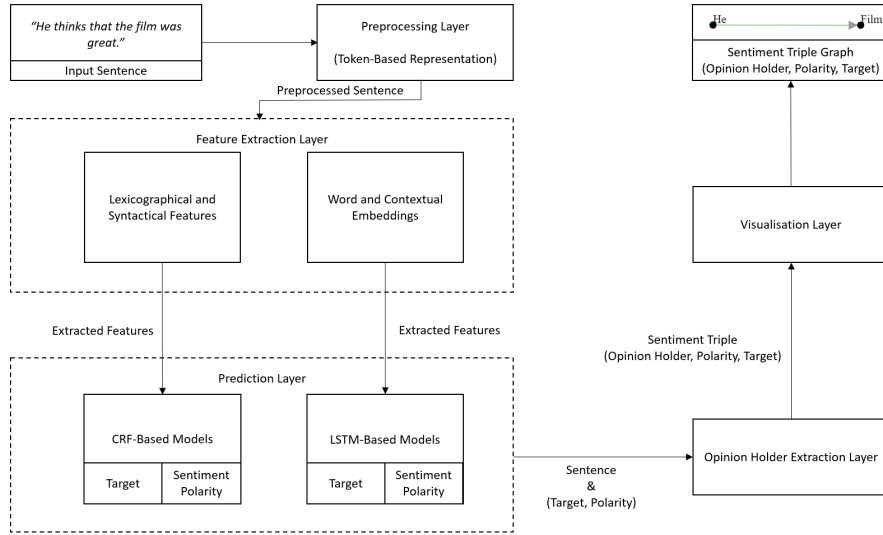 “He thinks that the film was
great.”
Input Sentence
Preprocessing Layer
(Token-Based Representation)
Preprocessed Sentence
Feature Extraction Layer
Lexicographical and
Syntactical Features
Word and Contextual
Embeddings
Extracted Features
Extracted Features
Prediction Layer
CRF-Based Models
Target
Sentiment
Polarity
LSTM-Based Models
Target
Sentiment
Polarity
Sentence
&
(Target, Polarity)
Opinion Holder Extraction Layer
Sentiment Triple
(Opinion Holder, Polarity, Target)
Visualisation Layer
He
Film
Sentiment Triple Graph
(Opinion Holder, Polarity, Target)